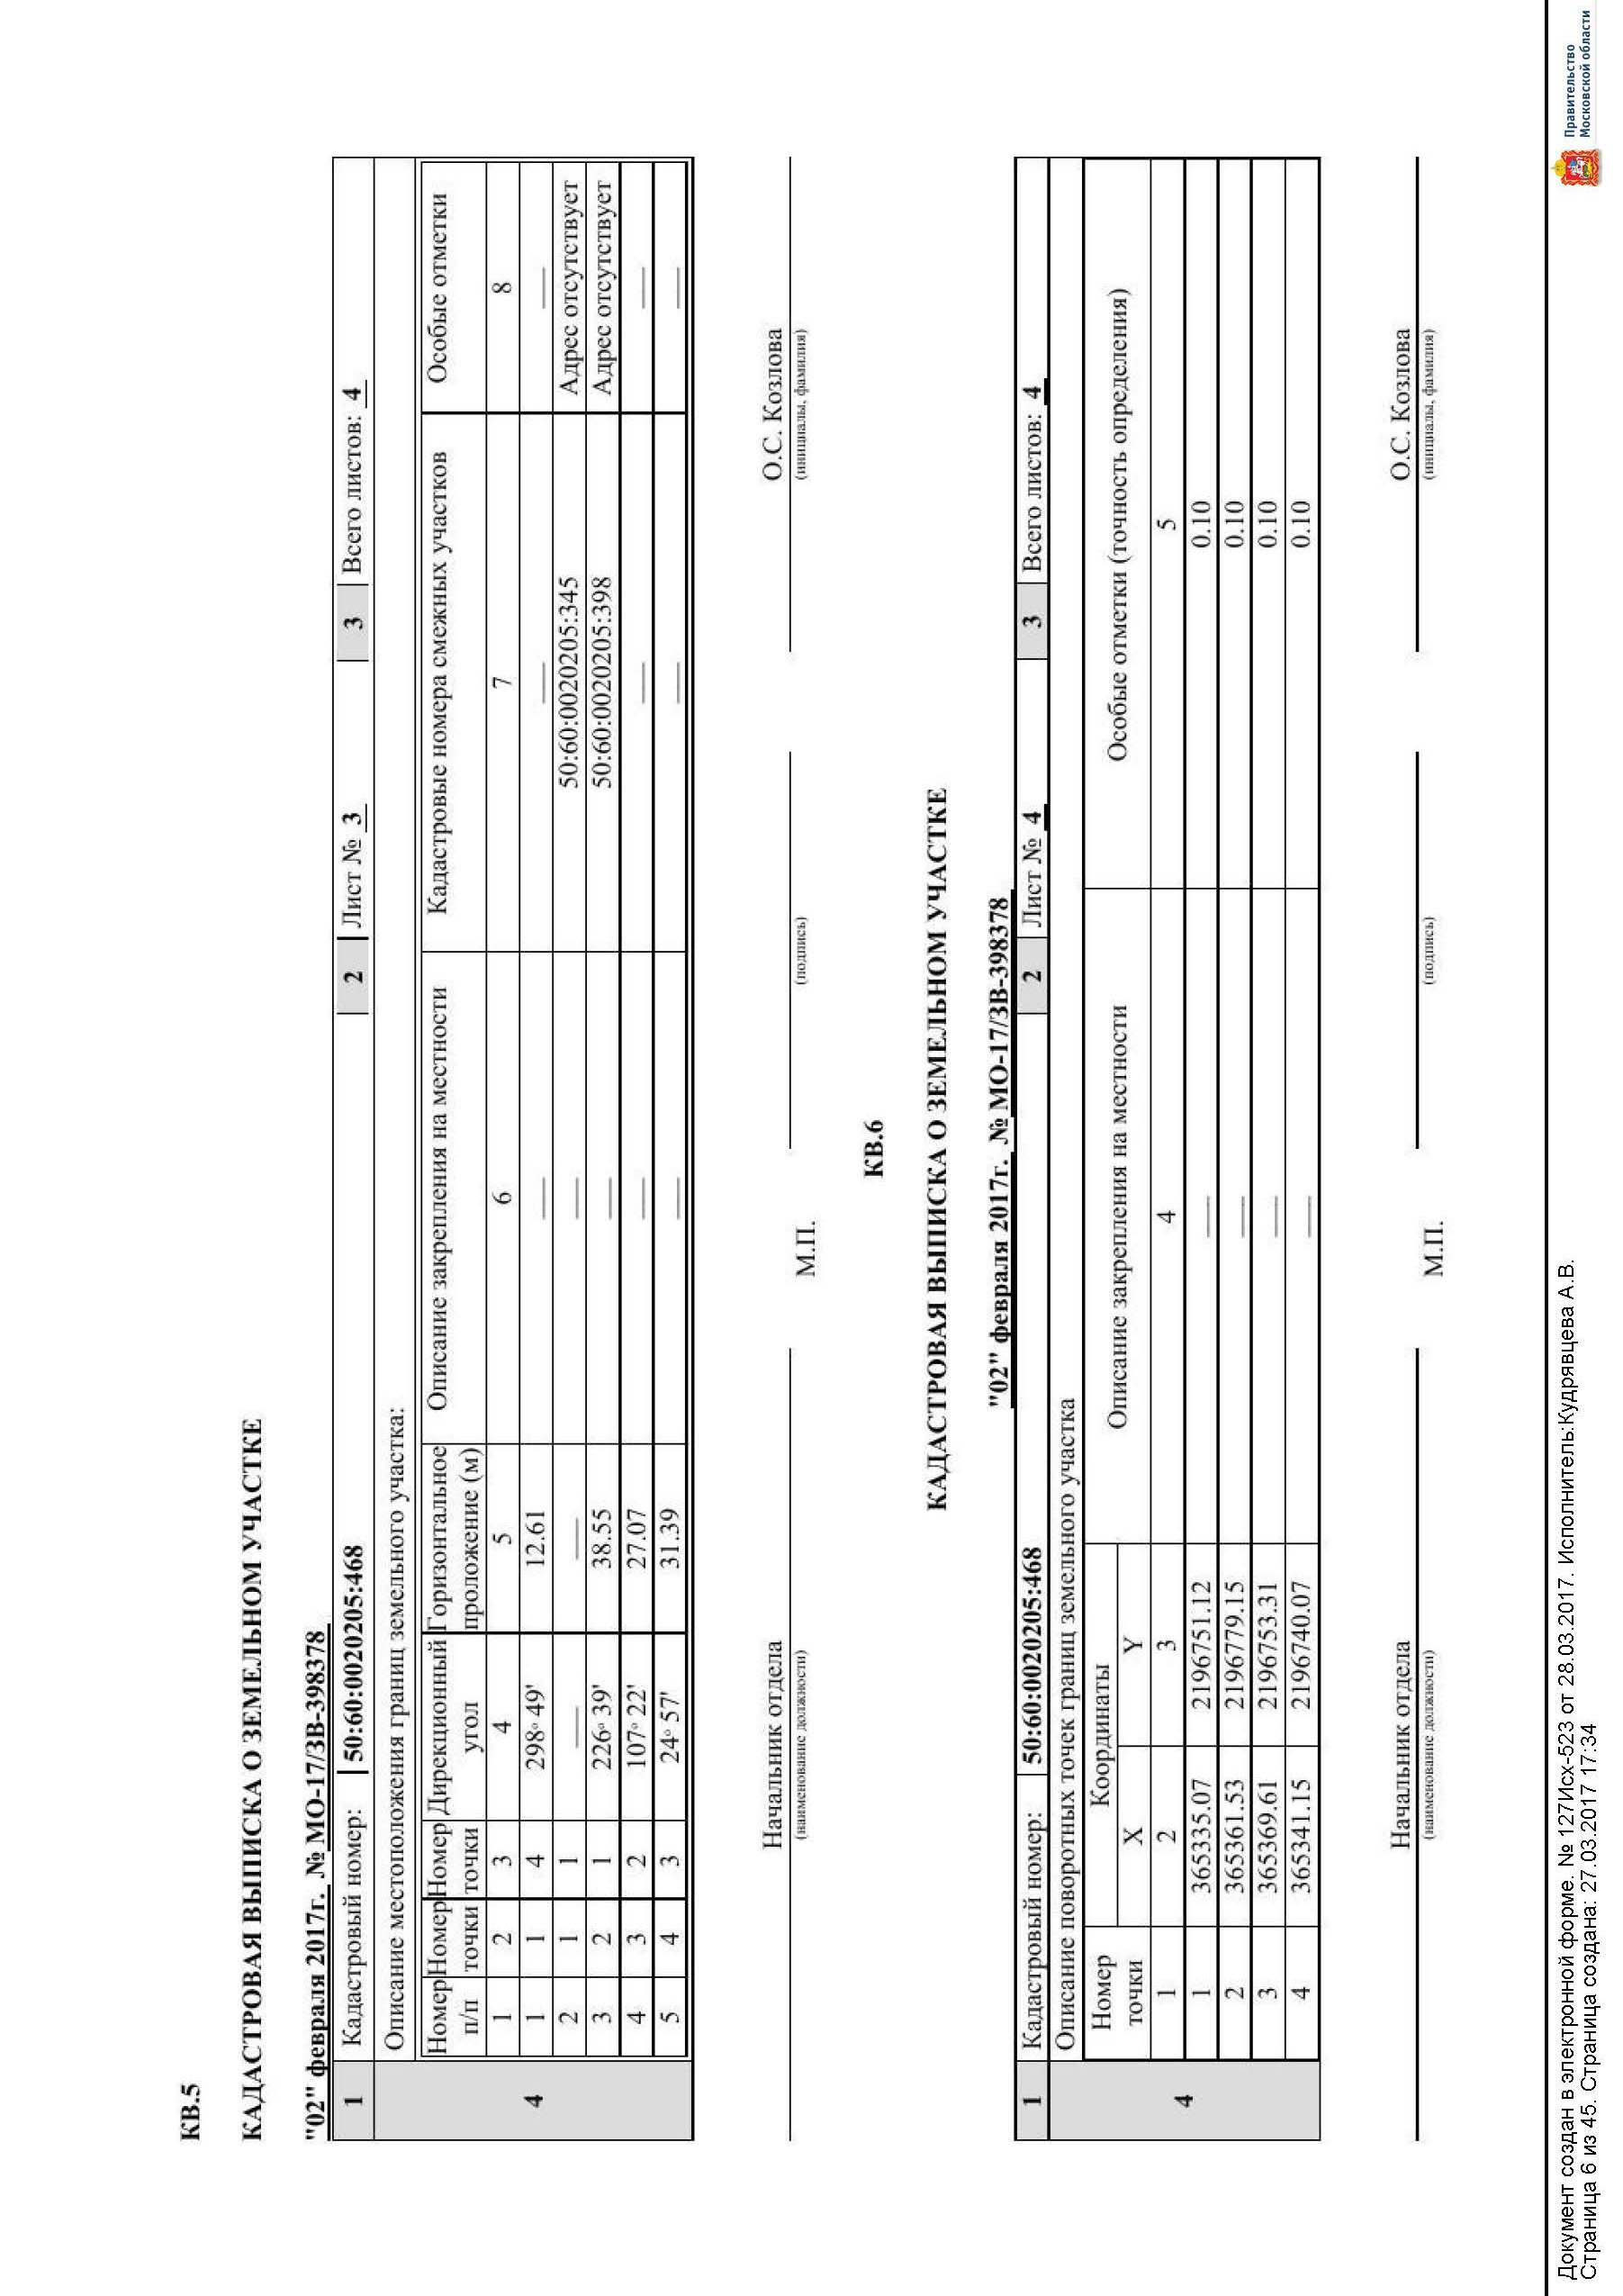 КВ.5
КАДАСТРОВАЯ ВЫПИСКА О ЗЕМЕЛЬНОМ УЧАСТКЕ
"02" февраля 2017г. № МО-17/ЗВ-398378
1 Кадастровый номер: 50:60:0020205:468 2 Лист № 3 3 Всего листов: 4
4
Описание местоположения границ земельного участка:
Номер п/п Номер точки Номер точки Дирекционный угол Горизонтальное проложение (м) Описание закрепления на местности Кадастровые номера смежных участков Особые отметки
1 2 3 4 5 6 7 8
1 1 4 298° 49' 12.61 — — —
2 1 1 — — — 50:60:0020205:345 Адрес отсутствует
3 2 1 226° 39' 38.55 — 50:60:0020205:398 Адрес отсутствует
4 3 2 107° 22' 27.07 — — —
5 4 3 24° 57' 31.39 — — —
Начальник отдела О.С. Козлова
(наименование должности) М.П. (подпись) (инициалы, фамилия)
КВ.6
КАДАСТРОВАЯ ВЫПИСКА О ЗЕМЕЛЬНОМ УЧАСТКЕ
"02" февраля 2017г. № МО-17/ЗВ-398378
1 Кадастровый номер: 50:60:0020205:468 2 Лист № 4 3 Всего листов: 4
4
Описание поворотных точек границ земельного участка
Номер точки Координаты Описание закрепления на местности Особые отметки (точность определения)
X Y
1 2 3 4 5
1 365335.07 2196751.12 — 0.10
2 365361.53 2196779.15 — 0.10
3 365369.61 2196753.31 — 0.10
4 365341.15 2196740.07 — 0.10
Начальник отдела О.С. Козлова
(наименование должности) М.П. (подпись) (инициалы, фамилия)
Документ создан в электронной форме. № 127Исх-523 от 28.03.2017. Исполнитель:Кудрявцева А.В.
Страница 6 из 45. Страница создана: 27.03.2017 17:34
Правительство
Московской области